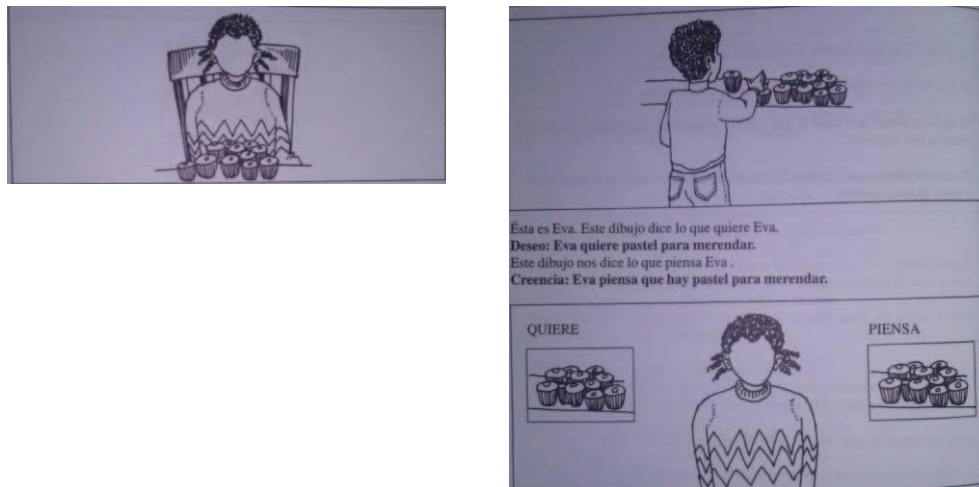 Ésta es Eva. Este dibujo dice lo que quiere Eva.
Deseo: Eva quiere pastel para merendar.
Este dibujo nos dice lo que piensa Eva .
Creencia: Eva piensa que hay pastel para merendar.
QUIERE
PIENSA